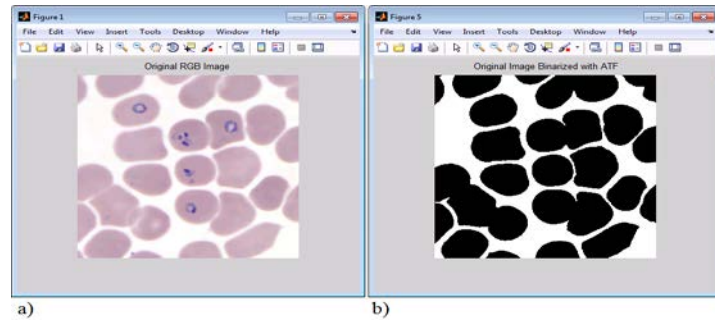 Figure 1
File Edit View Insert Tools Desktop Window Help
Original RGB Image
a)
Figure 5
File Edit View Insert Tools Desktop Window Help
Original Image Binarized with ATF
b)